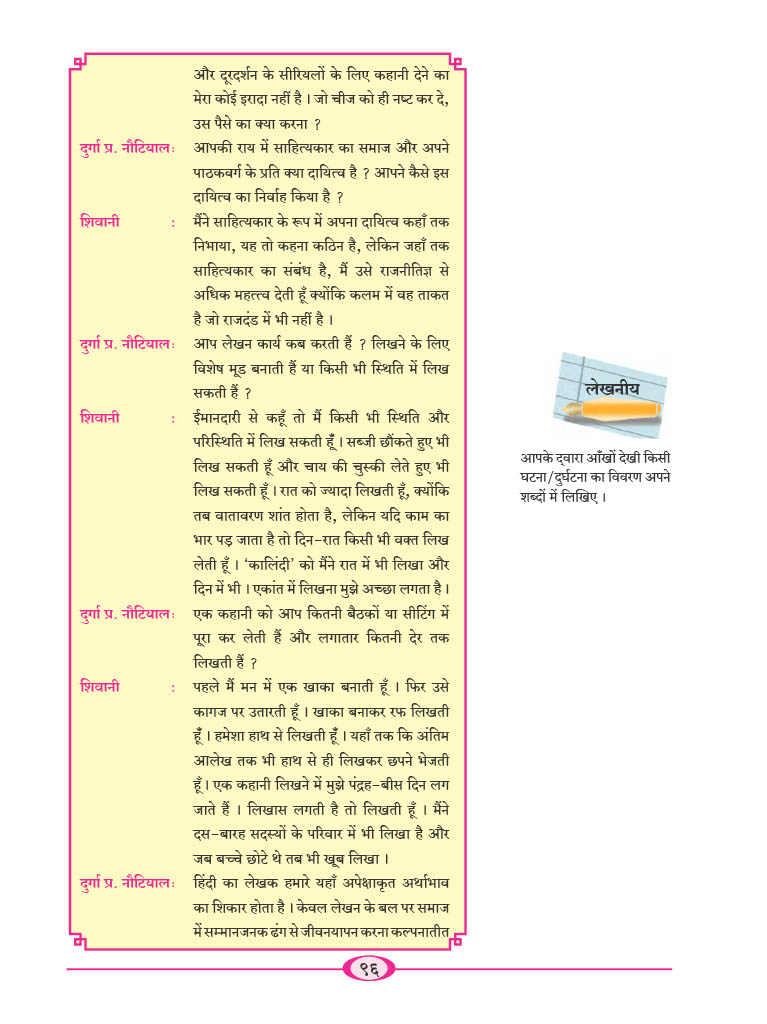 और दूरदर्शन के सीरियलों के लिए कहानी देने का
मेरा कोई इरादा नहीं है । जो चीज को ही नष्ट कर दे,
उस पैसे का क्या करना ?
दुर्गा प्र. नौटियाल: आपकी राय में साहित्यकार का समाज और अपने
पाठकवर्ग के प्रति क्या दायित्व है ? आपने कैसे इस
दायित्व का निर्वाह किया है ?
शिवानी : मैंने साहित्यकार के रूप में अपना दायित्व कहाँ तक
निभाया, यह तो कहना कठिन है, लेकिन जहाँ तक
साहित्यकार का संबंध है, मैं उसे राजनीतिज्ञ से
अधिक महत्त्व देती हूँ क्योंकि कलम में वह ताकत
है जो राजदंड में भी नहीं है ।
दुर्गा प्र. नौटियाल: आप लेखन कार्य कब करती हैं ? लिखने के लिए
विशेष मूड बनाती हैं या किसी भी स्थिति में लिख
सकती हैं ?
शिवानी : ईमानदारी से कहूँ तो मैं किसी भी स्थिति और
परिस्थिति में लिख सकती हूँ । सब्जी छौंकते हुए भी
लिख सकती हूँ और चाय की चुस्की लेते हुए भी
लिख सकती हूँ । रात को ज्यादा लिखती हूँ, क्योंकि
तब वातावरण शांत होता है, लेकिन यदि काम का
भार पड़ जाता है तो दिन-रात किसी भी वक्त लिख
लेती हूँ । ‘कालिंदी’ को मैंने रात में भी लिखा और
दिन में भी । एकांत में लिखना मुझे अच्छा लगता है ।
दुर्गा प्र. नौटियाल: एक कहानी को आप कितनी बैठकों या सीटिंग में
पूरा कर लेती हैं और लगातार कितनी देर तक
लिखती हैं ?
शिवानी : पहले मैं मन में एक खाका बनाती हूँ । फिर उसे
कागज पर उतारती हूँ । खाका बनाकर रफ लिखती
हूँ । हमेशा हाथ से लिखती हूँ । यहाँ तक कि अंतिम
आलेख तक भी हाथ से ही लिखकर छपने भेजती
हूँ । एक कहानी लिखने में मुझे पंद्रह-बीस दिन लग
जाते हैं । लिखास लगती है तो लिखती हूँ । मैंने
दस-बारह सदस्यों के परिवार में भी लिखा है और
जब बच्चे छोटे थे तब भी खूब लिखा ।
दुर्गा प्र. नौटियाल: हिंदी का लेखक हमारे यहाँ अपेक्षाकृत अर्थाभाव
का शिकार होता है । केवल लेखन के बल पर समाज
में सम्मानजनक ढंग से जीवनयापन करना कल्पनातीत
लेखनीय
आपके द्‌वारा आँखों देखी किसी
घटना/दुर्घटना का विवरण अपने
शब्दों में लिखिए ।
९६